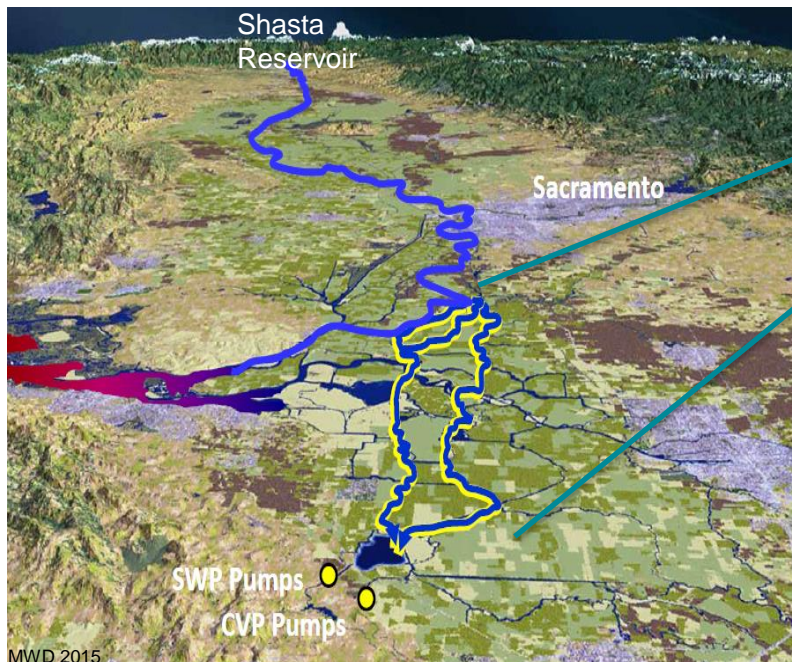 Shasta
Reservoir
Sacramento
SWP Pumps
CVP Pumps
MWD 2015